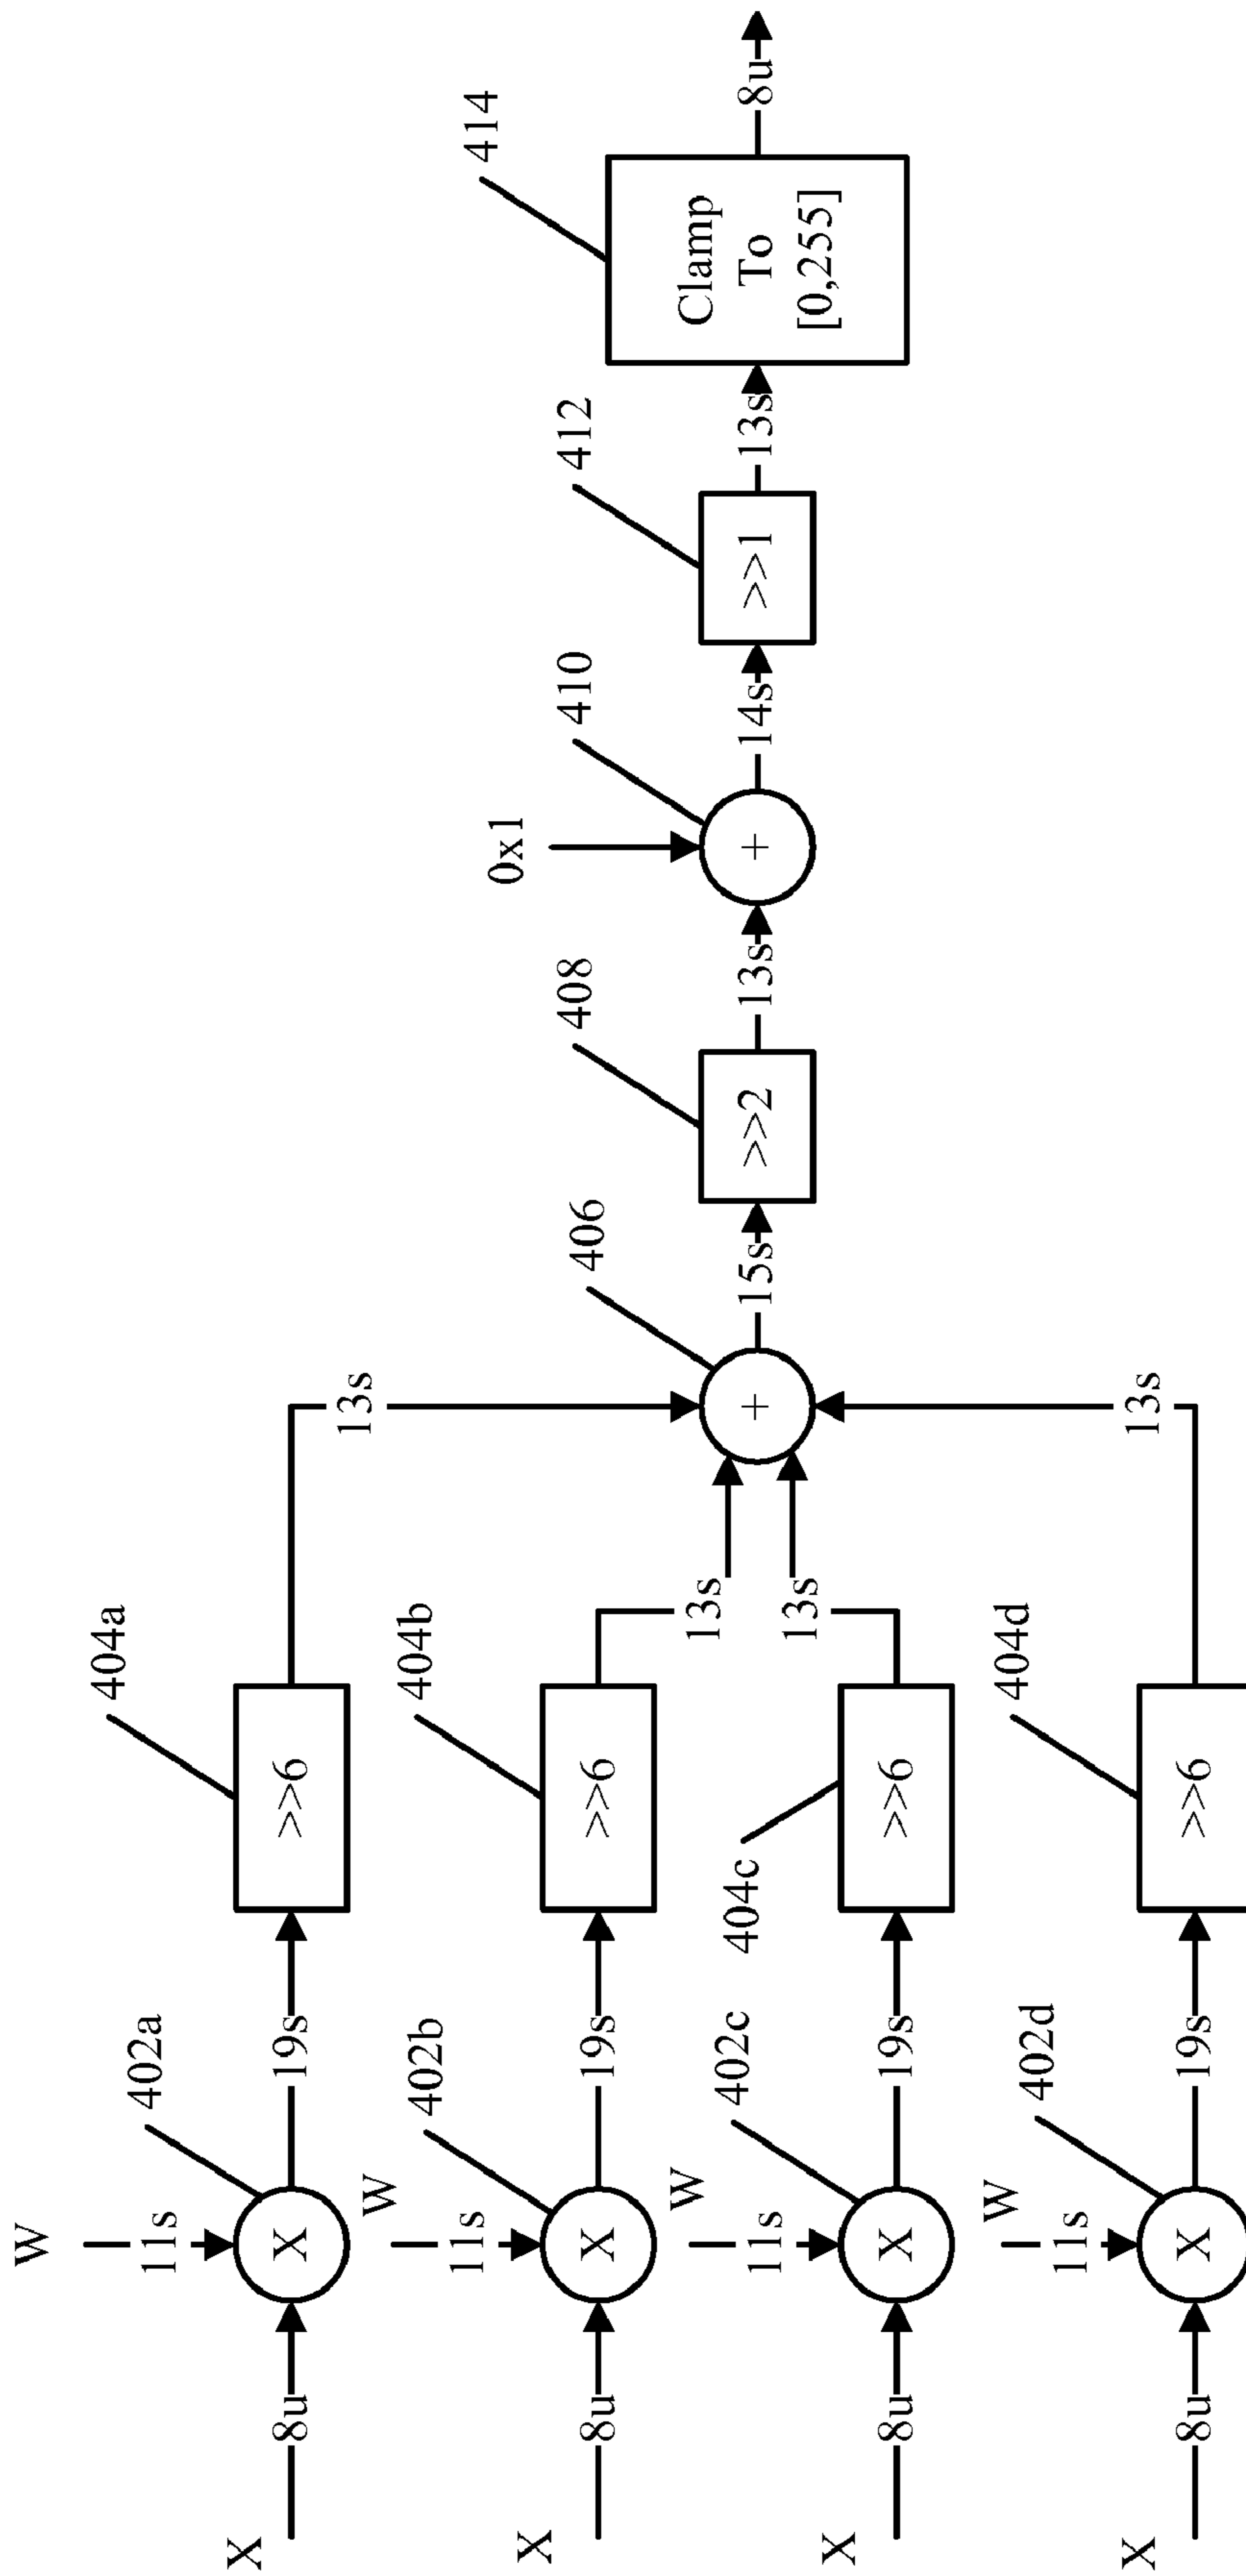 W
402a
404a
X
8u
11s
X
19s
>>6
13s
W
402b
404b
X
8u
11s
X
19s
>>6
13s
406
408
0x1
410
412
414
+
15s
>>2
13s
+
14s
>>1
13s
Clamp
To
[0,255]
8u
W
402c
404c
X
8u
11s
X
19s
>>6
13s
W
402d
404d
X
8u
11s
X
19s
>>6
13s